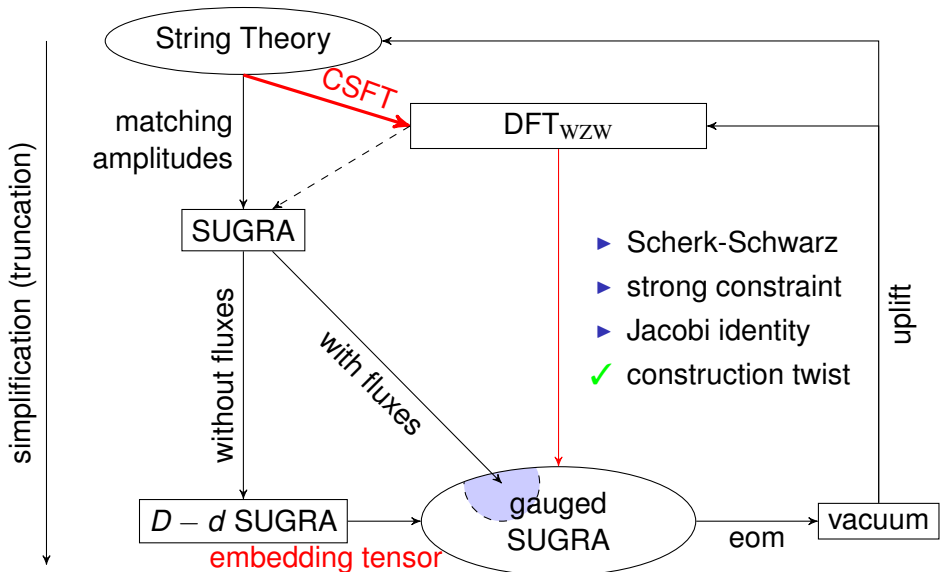 String Theory
CSFT
matching
amplitudes
DFT_WZW
SUGRA
simplification (truncation)
▶ Scherk-Schwarz
▶ strong constraint
▶ Jacobi identity
✓ construction twist
without fluxes
with fluxes
uplift
D − d SUGRA
embedding tensor
gauged
SUGRA
eom
vacuum